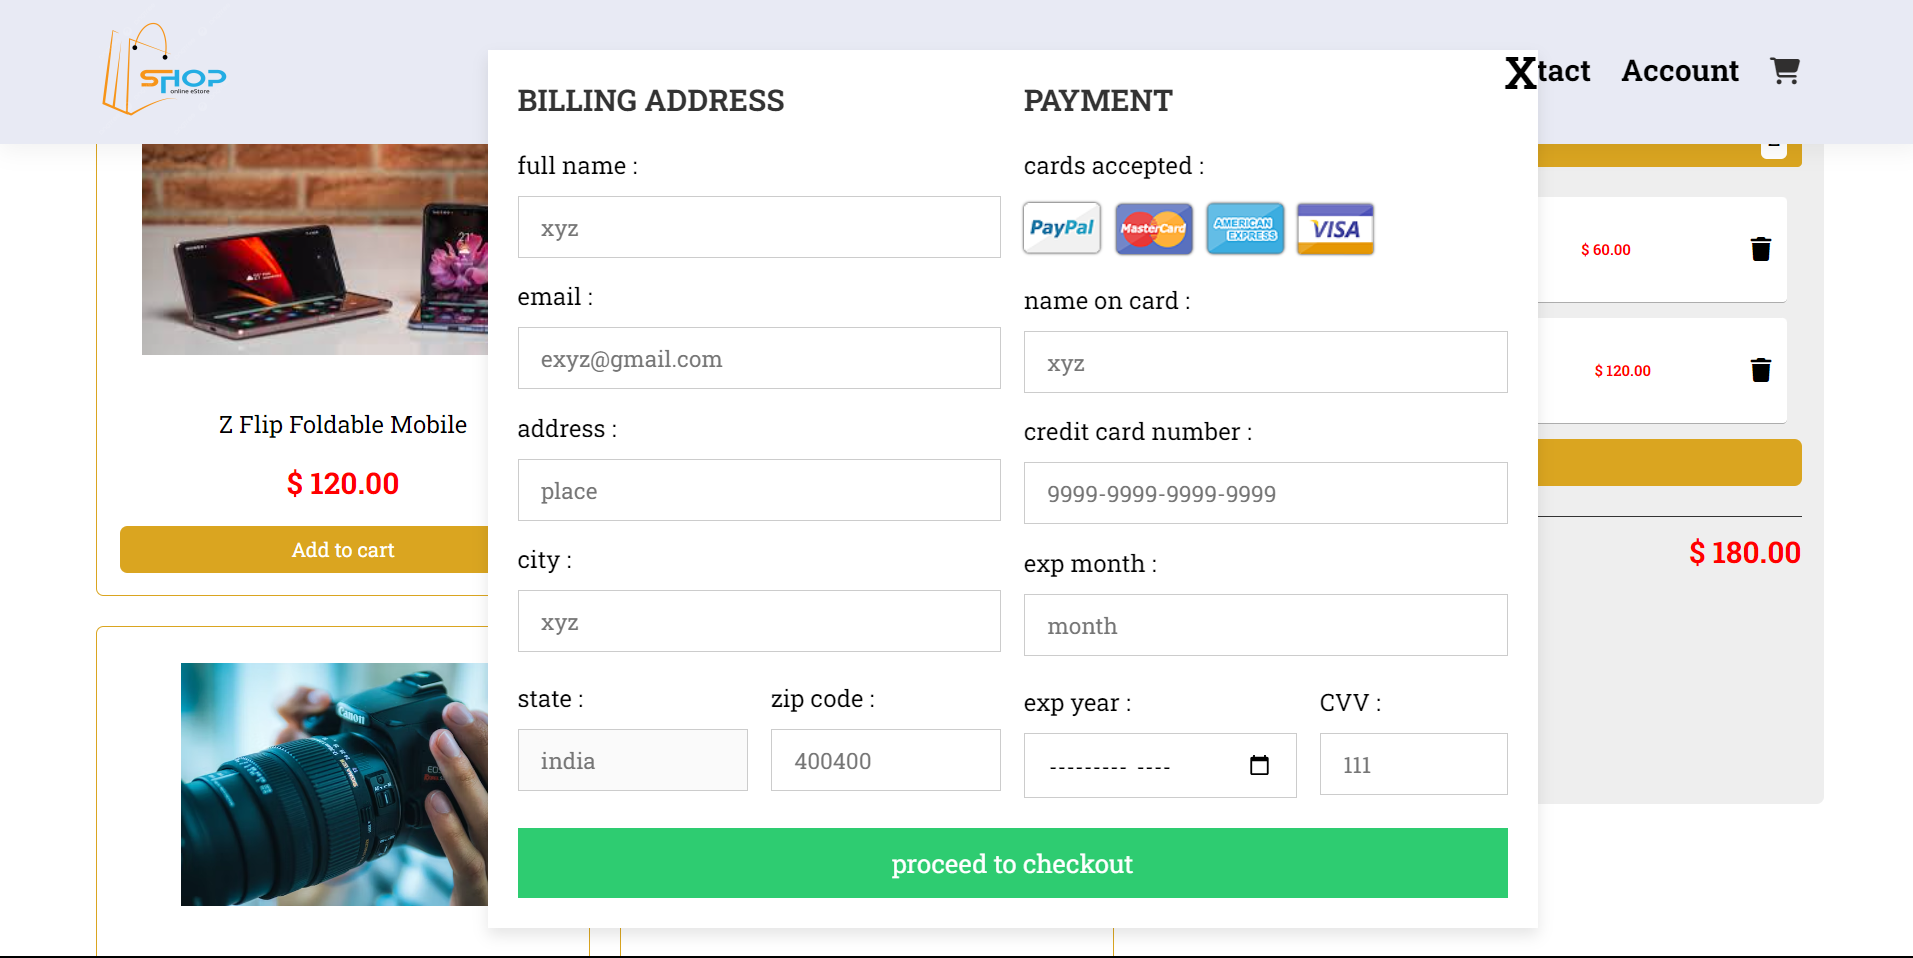 SHOP
online eStore
X
tact
Account
BILLING ADDRESS
full name :
xyz
email :
exyz@gmail.com
address :
place
city :
xyz
state :
india
zip code :
400400
PAYMENT
cards accepted :
PayPal
MasterCard
AMERICAN
EXPRESS
VISA
name on card :
xyz
credit card number :
9999-9999-9999-9999
exp month :
month
exp year :
--------- ----
CVV :
111
proceed to checkout
Z Flip Foldable Mobile
$ 120.00
Add to cart
Canon
$ 60.00
$ 120.00
$ 180.00